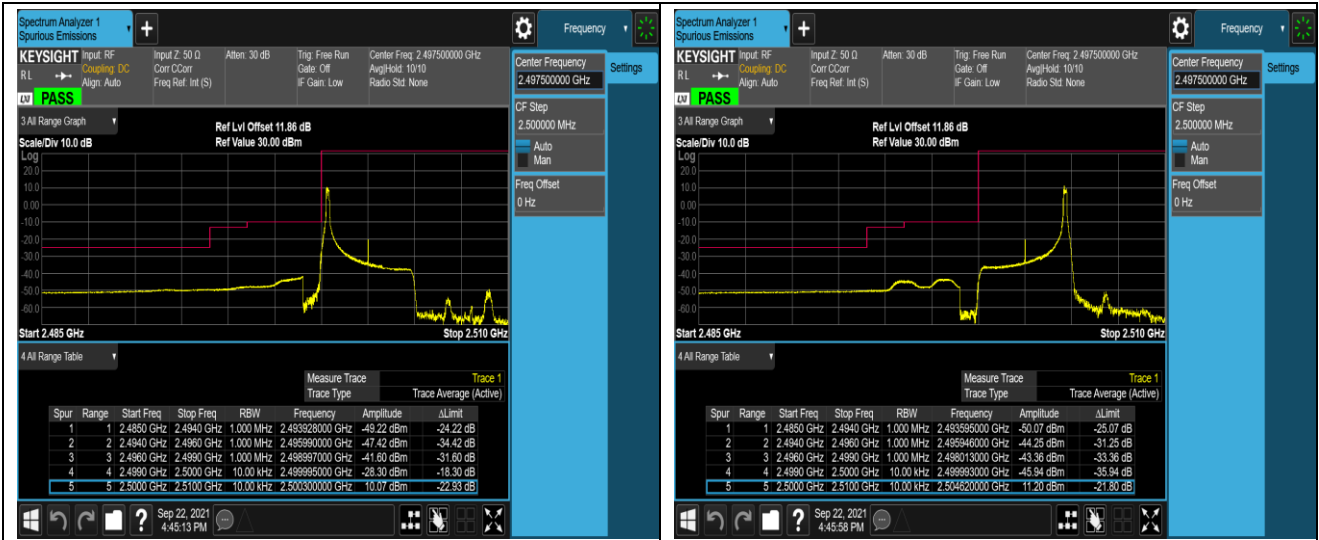 Spectrum Analyzer 1
Spurious Emissions
+
Frequency
KEYSIGHT Input: RF Input Z: 50 Ω Atten: 30 dB Trig: Free Run Center Freq: 2.497500000 GHz
R L Coupling: DC Corr CCorr Gate: Off Avg|Hold: 10/10
Align: Auto Freq Ref: Int (S) IF Gain: Low Radio Std: None
LXI PASS
Center Frequency
2.497500000 GHz
Settings
CF Step
2.500000 MHz
Auto
Man
Freq Offset
0 Hz
3 All Range Graph
Ref Lvl Offset 11.86 dB
Scale/Div 10.0 dB Ref Value 30.00 dBm
Log
20.0
10.0
0.00
-10.0
-20.0
-30.0
-40.0
-50.0
-60.0
Start 2.485 GHz Stop 2.510 GHz
4 All Range Table
Measure Trace Trace 1
Trace Type Trace Average (Active)
Spur Range Start Freq Stop Freq RBW Frequency Amplitude ΔLimit
1 1 2.4850 GHz 2.4940 GHz 1.000 MHz 2.493928000 GHz -49.22 dBm -24.22 dB
2 2 2.4940 GHz 2.4960 GHz 1.000 MHz 2.495990000 GHz -47.42 dBm -34.42 dB
3 3 2.4960 GHz 2.4990 GHz 1.000 MHz 2.498997000 GHz -41.60 dBm -31.60 dB
4 4 2.4990 GHz 2.5000 GHz 10.00 kHz 2.499995000 GHz -28.30 dBm -18.30 dB
5 5 2.5000 GHz 2.5100 GHz 10.00 kHz 2.500300000 GHz 10.07 dBm -22.93 dB
? Sep 22, 2021
4:45:13 PM
Spectrum Analyzer 1
Spurious Emissions
+
Frequency
KEYSIGHT Input: RF Input Z: 50 Ω Atten: 30 dB Trig: Free Run Center Freq: 2.497500000 GHz
R L Coupling: DC Corr CCorr Gate: Off Avg|Hold: 10/10
Align: Auto Freq Ref: Int (S) IF Gain: Low Radio Std: None
LXI PASS
Center Frequency
2.497500000 GHz
Settings
CF Step
2.500000 MHz
Auto
Man
Freq Offset
0 Hz
3 All Range Graph
Ref Lvl Offset 11.86 dB
Scale/Div 10.0 dB Ref Value 30.00 dBm
Log
20.0
10.0
0.00
-10.0
-20.0
-30.0
-40.0
-50.0
-60.0
Start 2.485 GHz Stop 2.510 GHz
4 All Range Table
Measure Trace Trace 1
Trace Type Trace Average (Active)
Spur Range Start Freq Stop Freq RBW Frequency Amplitude ΔLimit
1 1 2.4850 GHz 2.4940 GHz 1.000 MHz 2.493595000 GHz -50.07 dBm -25.07 dB
2 2 2.4940 GHz 2.4960 GHz 1.000 MHz 2.495946000 GHz -44.25 dBm -31.25 dB
3 3 2.4960 GHz 2.4990 GHz 1.000 MHz 2.498013000 GHz -43.36 dBm -33.36 dB
4 4 2.4990 GHz 2.5000 GHz 10.00 kHz 2.499993000 GHz -45.94 dBm -35.94 dB
5 5 2.5000 GHz 2.5100 GHz 10.00 kHz 2.504620000 GHz 11.20 dBm -21.80 dB
? Sep 22, 2021
4:45:58 PM